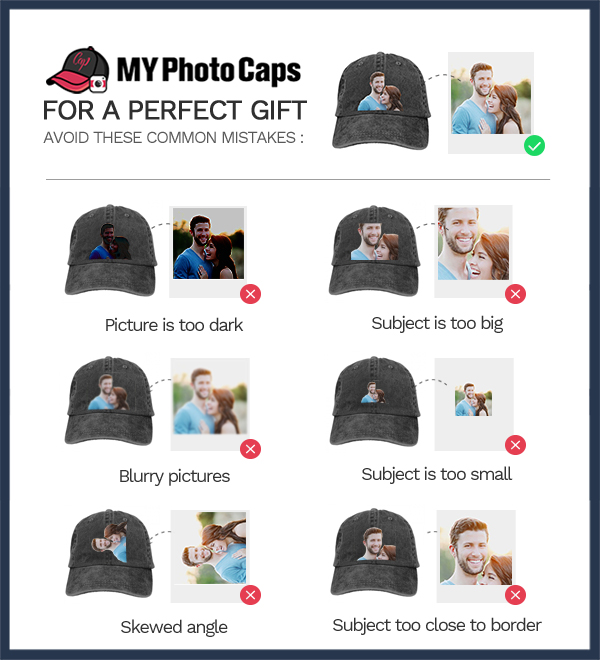 Cap
MY Photo Caps
FOR A PERFECT GIFT
AVOID THESE COMMON MISTAKES :
Picture is too dark
Subject is too big
Blurry pictures
Subject is too small
Skewed angle
Subject too close to border